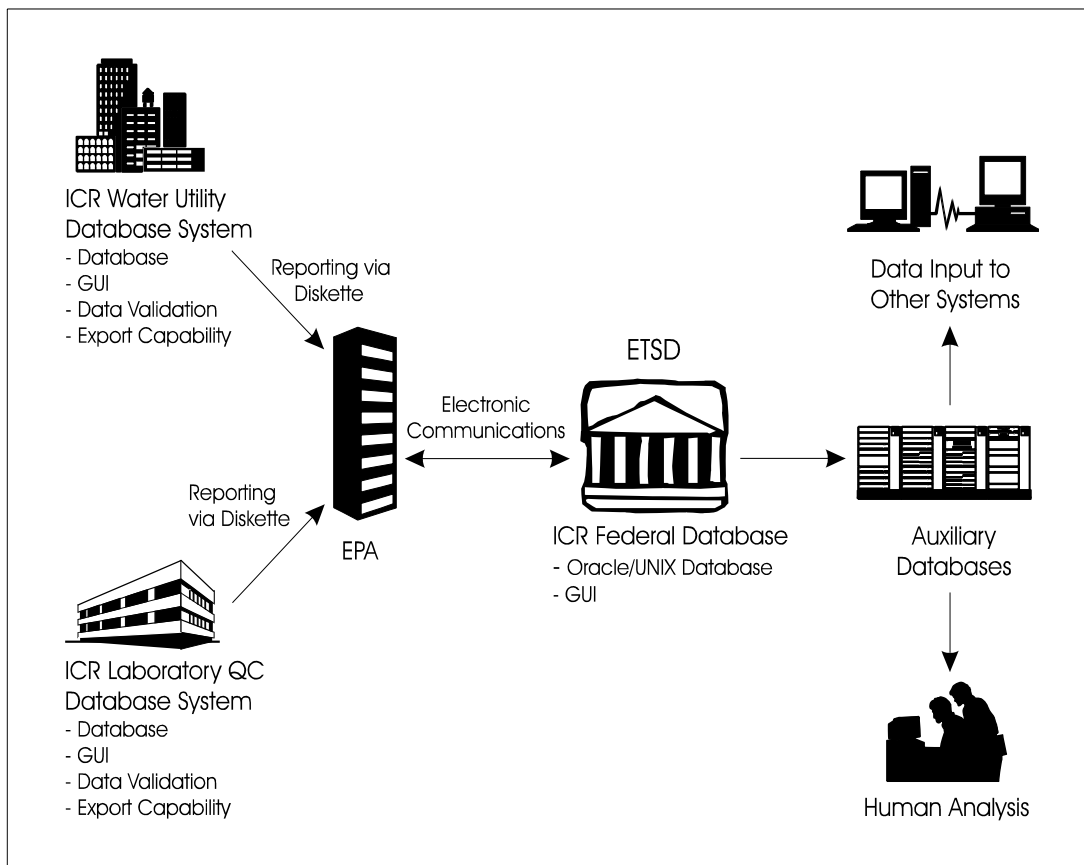 ICR Water Utility
Database System
- Database
- GUI
- Data Validation
- Export Capability
Reporting via
Diskette
ICR Laboratory QC
Database System
- Database
- GUI
- Data Validation
- Export Capability
Reporting
via Diskette
EPA
Electronic
Communications
ETSD
ICR Federal Database
- Oracle/UNIX Database
- GUI
Auxiliary
Databases
Data Input to
Other Systems
Human Analysis